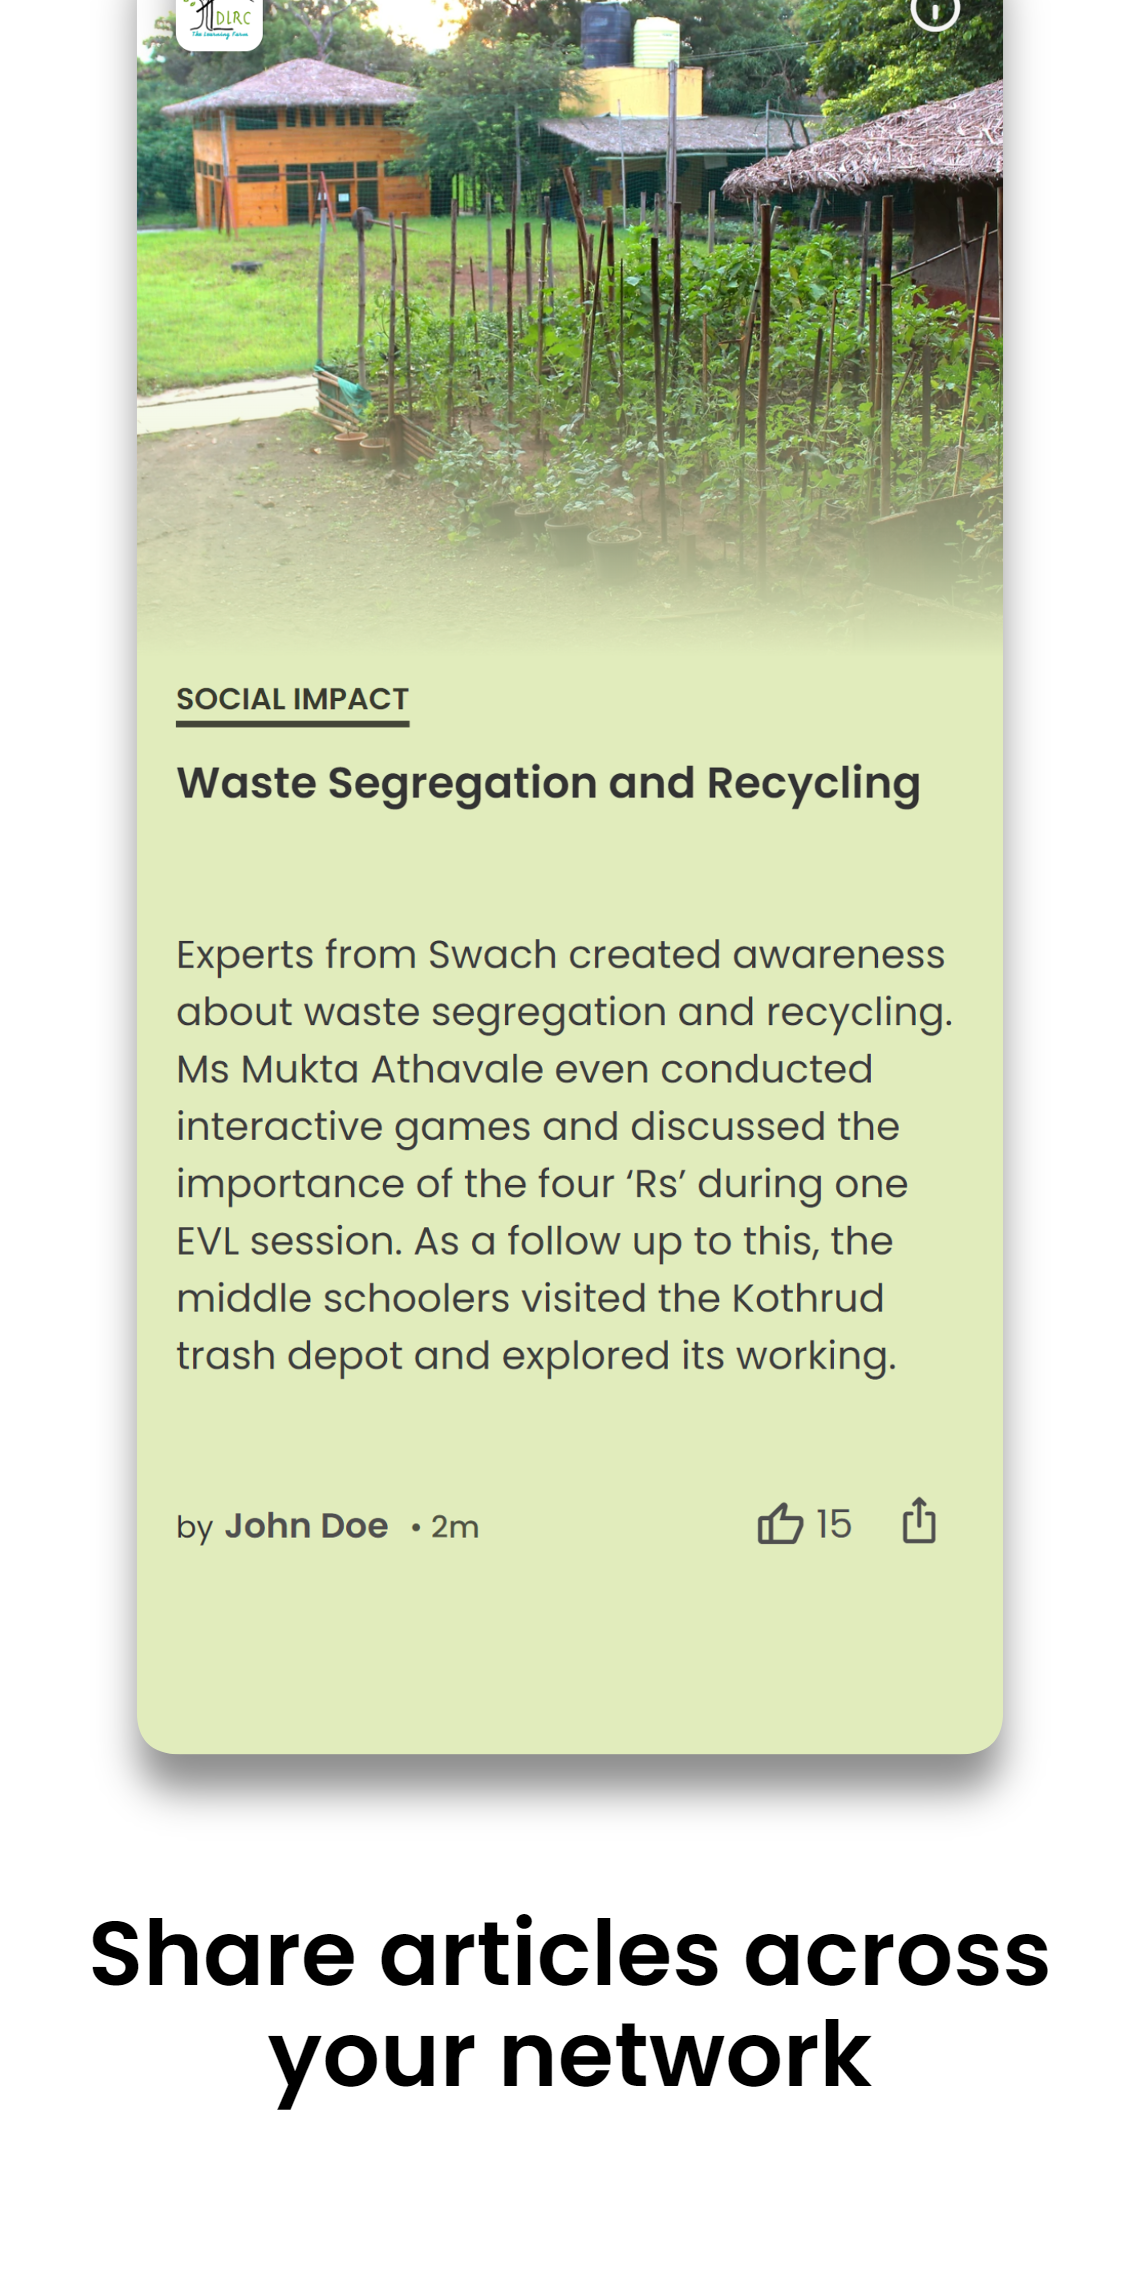 DLRC
The Learning Farm
SOCIAL IMPACT
Waste Segregation and Recycling
Experts from Swach created awareness
about waste segregation and recycling.
Ms Mukta Athavale even conducted
interactive games and discussed the
importance of the four ‘Rs’ during one
EVL session. As a follow up to this, the
middle schoolers visited the Kothrud
trash depot and explored its working.
by John Doe • 2m
15
Share articles across
your network